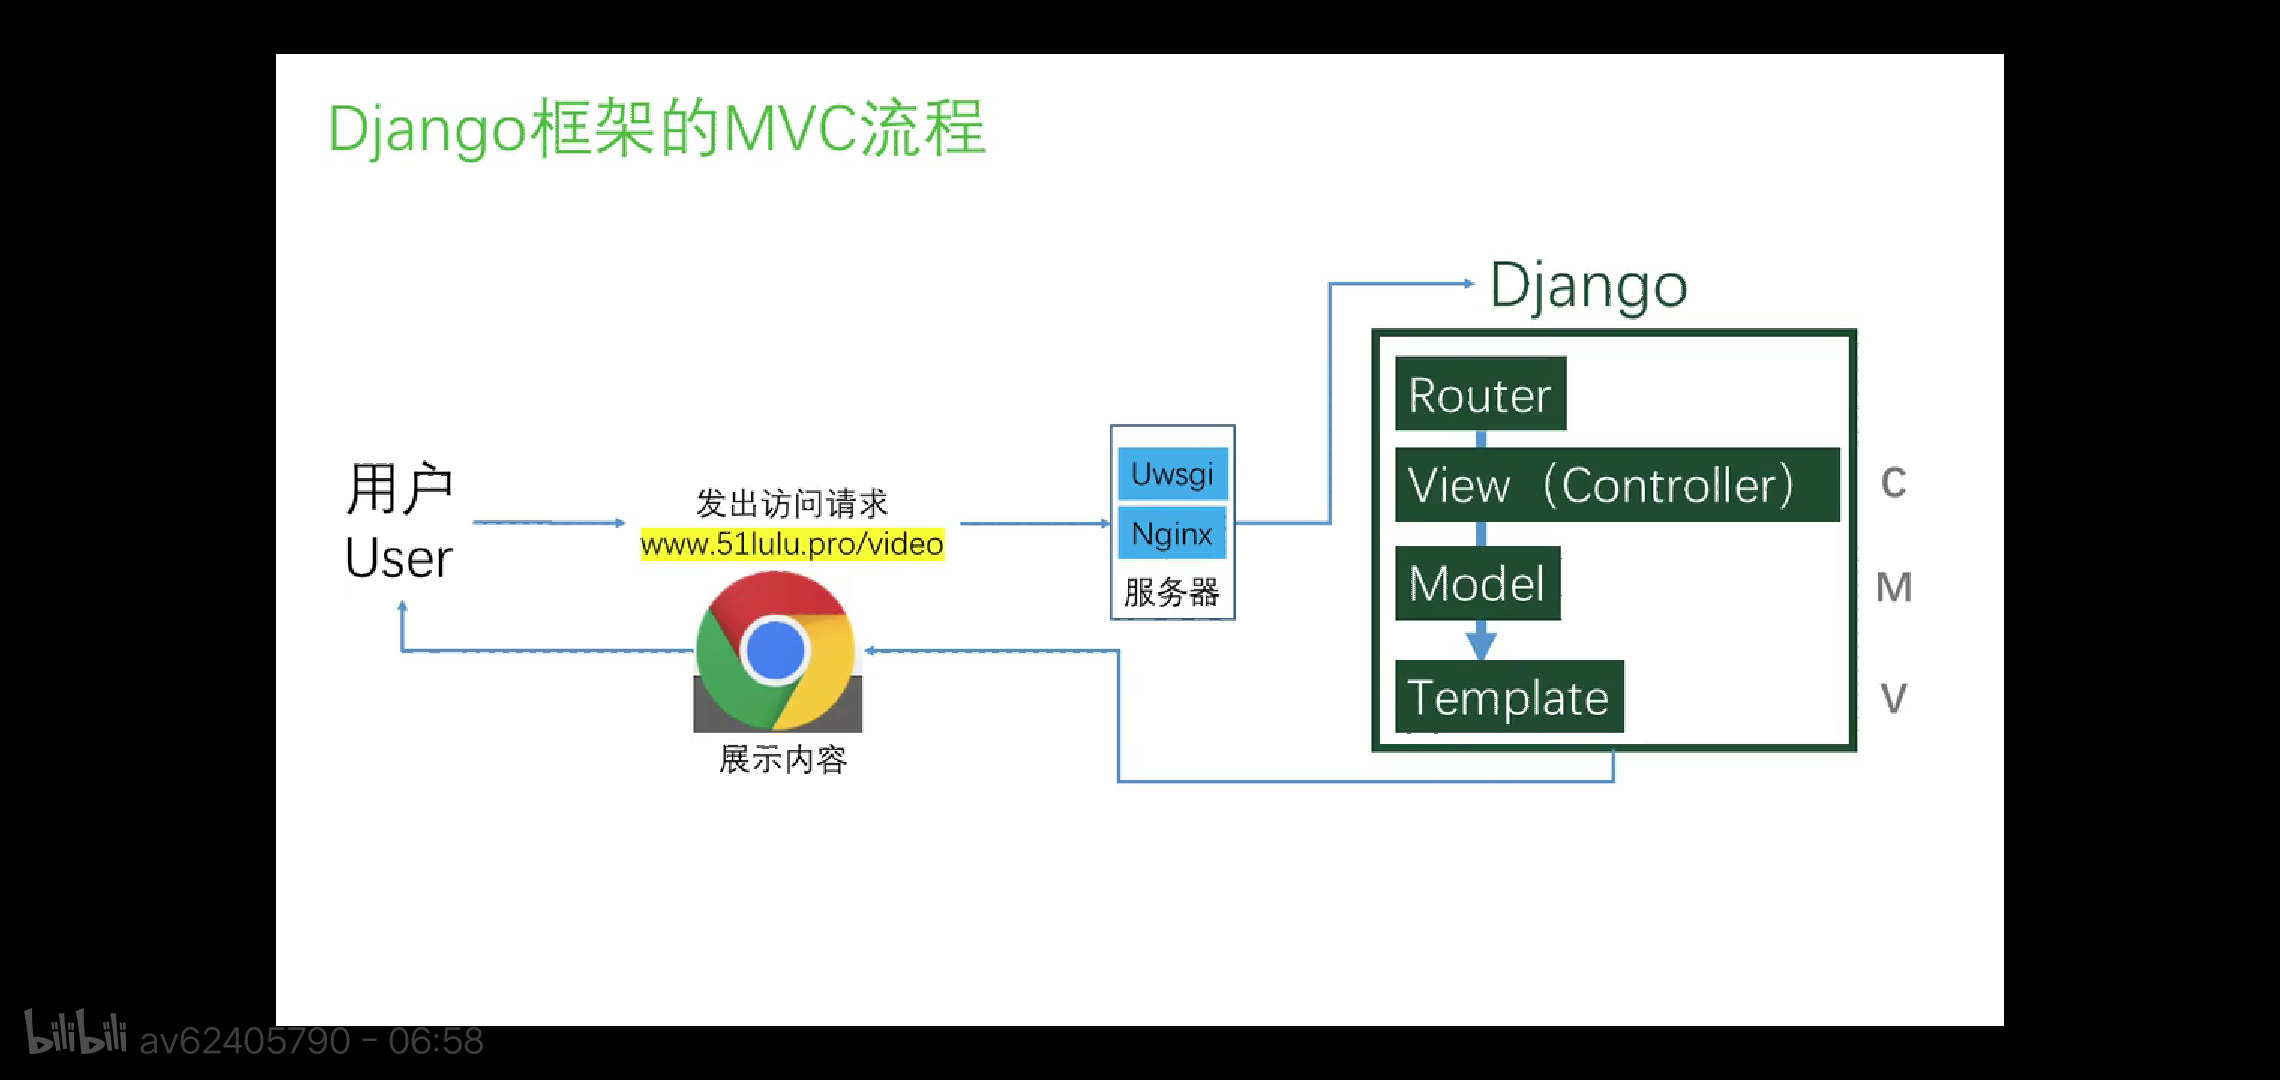 Django框架的MVC流程
Django
Router
View（Controller）
C
Model
M
Template
V
用户
User
发出访问请求
www.51lulu.pro/video
Uwsgi
Nginx
服务器
展示内容
bilibili av62405790 - 06:58